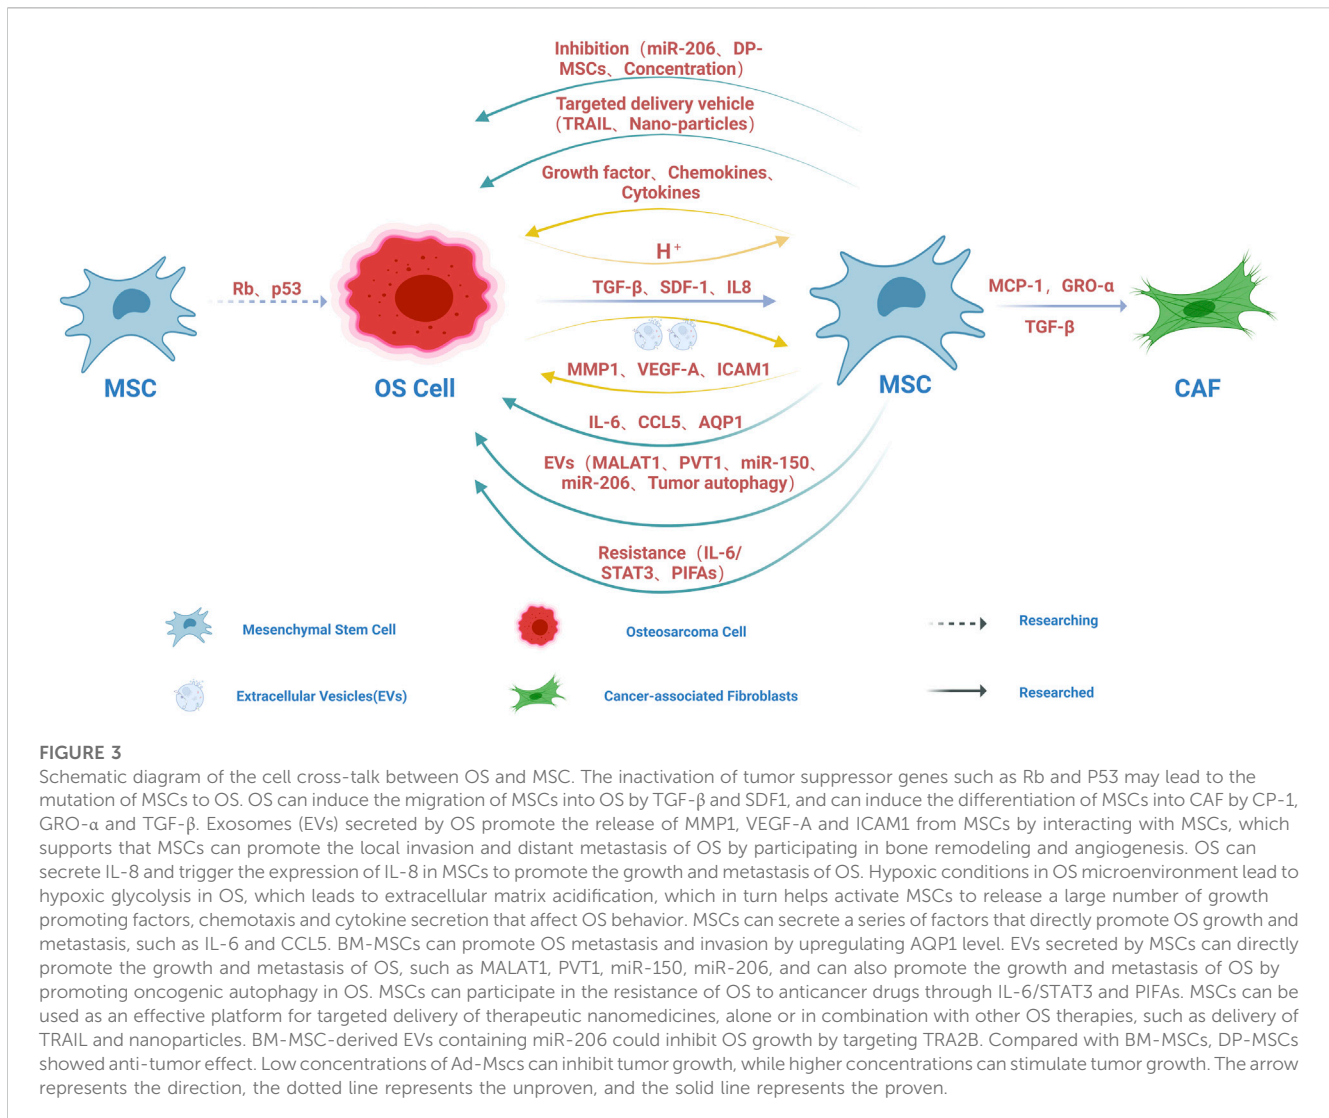 Inhibition（miR-206、DP-
MSCs、Concentration）
Targeted delivery vehicle
（TRAIL、Nano-particles）
Growth factor、Chemokines、
Cytokines
H⁺
Rb、p53
TGF-β、SDF-1、IL8
MCP-1，GRO-α
TGF-β
MMP1、VEGF-A、ICAM1
MSC
OS Cell
MSC
CAF
IL-6、CCL5、AQP1
EVs（MALAT1、PVT1、miR-150、
miR-206、Tumor autophagy）
Resistance（IL-6/
STAT3、PIFAs）
Mesenchymal Stem Cell
Osteosarcoma Cell
Researching
Extracellular Vesicles(EVs)
Cancer-associated Fibroblasts
Researched
FIGURE 3
Schematic diagram of the cell cross-talk between OS and MSC. The inactivation of tumor suppressor genes such as Rb and P53 may lead to the
mutation of MSCs to OS. OS can induce the migration of MSCs into OS by TGF-β and SDF1, and can induce the differentiation of MSCs into CAF by CP-1,
GRO-α and TGF-β. Exosomes (EVs) secreted by OS promote the release of MMP1, VEGF-A and ICAM1 from MSCs by interacting with MSCs, which
supports that MSCs can promote the local invasion and distant metastasis of OS by participating in bone remodeling and angiogenesis. OS can
secrete IL-8 and trigger the expression of IL-8 in MSCs to promote the growth and metastasis of OS. Hypoxic conditions in OS microenvironment lead to
hypoxic glycolysis in OS, which leads to extracellular matrix acidification, which in turn helps activate MSCs to release a large number of growth
promoting factors, chemotaxis and cytokine secretion that affect OS behavior. MSCs can secrete a series of factors that directly promote OS growth and
metastasis, such as IL-6 and CCL5. BM-MSCs can promote OS metastasis and invasion by upregulating AQP1 level. EVs secreted by MSCs can directly
promote the growth and metastasis of OS, such as MALAT1, PVT1, miR-150, miR-206, and can also promote the growth and metastasis of OS by
promoting oncogenic autophagy in OS. MSCs can participate in the resistance of OS to anticancer drugs through IL-6/STAT3 and PIFAs. MSCs can be
used as an effective platform for targeted delivery of therapeutic nanomedicines, alone or in combination with other OS therapies, such as delivery of
TRAIL and nanoparticles. BM-MSC-derived EVs containing miR-206 could inhibit OS growth by targeting TRA2B. Compared with BM-MSCs, DP-MSCs
showed anti-tumor effect. Low concentrations of Ad-Mscs can inhibit tumor growth, while higher concentrations can stimulate tumor growth. The arrow
represents the direction, the dotted line represents the unproven, and the solid line represents the proven.